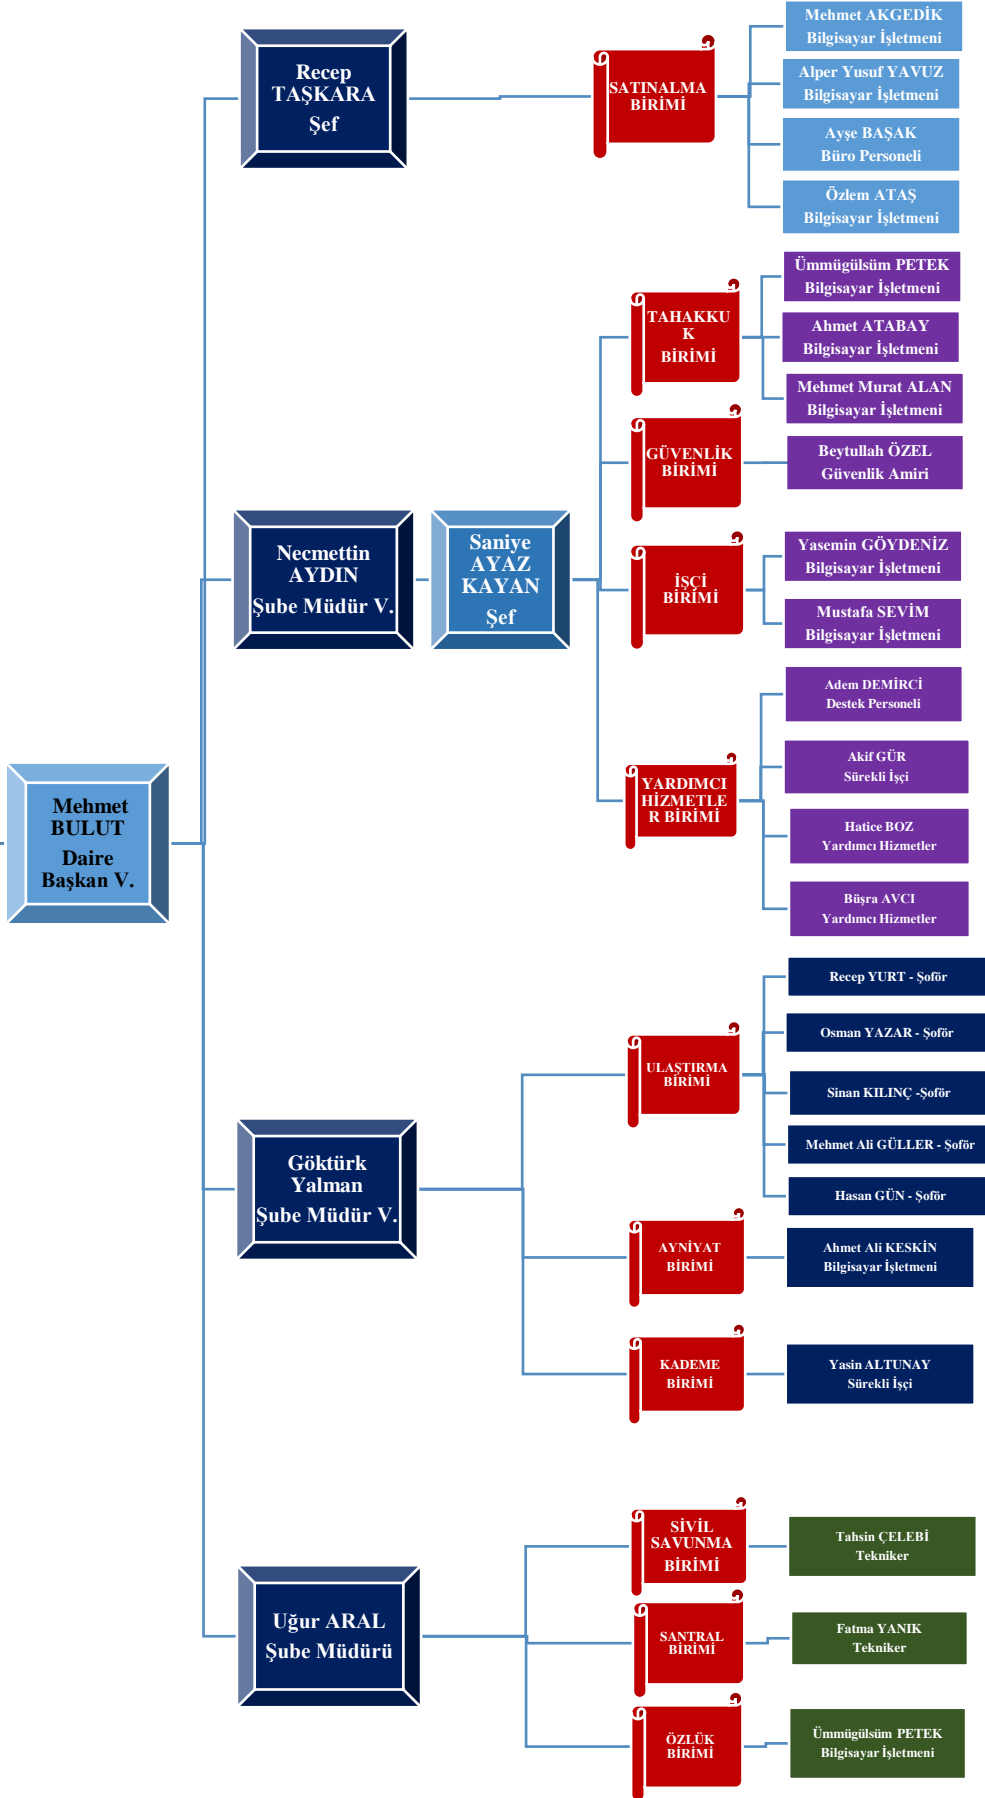 Mehmet
BULUT
Daire
Başkan V.
Recep
TAŞKARA
Şef
SATINALMA
BİRİMİ
Mehmet AKGEDİK
Bilgisayar İşletmeni
Alper Yusuf YAVUZ
Bilgisayar İşletmeni
Ayşe BAŞAK
Büro Personeli
Özlem ATAŞ
Bilgisayar İşletmeni
Necmettin
AYDIN
Şube Müdür V.
Saniye
AYAZ
KAYAN
Şef
TAHAKKU
K
BİRİMİ
Ümmügülsüm PETEK
Bilgisayar İşletmeni
Ahmet ATABAY
Bilgisayar İşletmeni
Mehmet Murat ALAN
Bilgisayar İşletmeni
GÜVENLİK
BİRİMİ
Beytullah ÖZEL
Güvenlik Amiri
İŞÇİ
BİRİMİ
Yasemin GÖYDENİZ
Bilgisayar İşletmeni
Mustafa SEVİM
Bilgisayar İşletmeni
YARDIMCI
HİZMETLE
R BİRİMİ
Adem DEMİRCİ
Destek Personeli
Akif GÜR
Sürekli İşçi
Hatice BOZ
Yardımcı Hizmetler
Büşra AVCI
Yardımcı Hizmetler
Göktürk
Yalman
Şube Müdür V.
ULAŞTIRMA
BİRİMİ
Recep YURT - Şoför
Osman YAZAR - Şoför
Sinan KILINÇ -Şoför
Mehmet Ali GÜLLER - Şoför
Hasan GÜN - Şoför
AYNİYAT
BİRİMİ
Ahmet Ali KESKİN
Bilgisayar İşletmeni
KADEME
BİRİMİ
Yasin ALTUNAY
Sürekli İşçi
Uğur ARAL
Şube Müdürü
SİVİL
SAVUNMA
BİRİMİ
Tahsin ÇELEBİ
Tekniker
SANTRAL
BİRİMİ
Fatma YANIK
Tekniker
ÖZLÜK
BİRİMİ
Ümmügülsüm PETEK
Bilgisayar İşletmeni